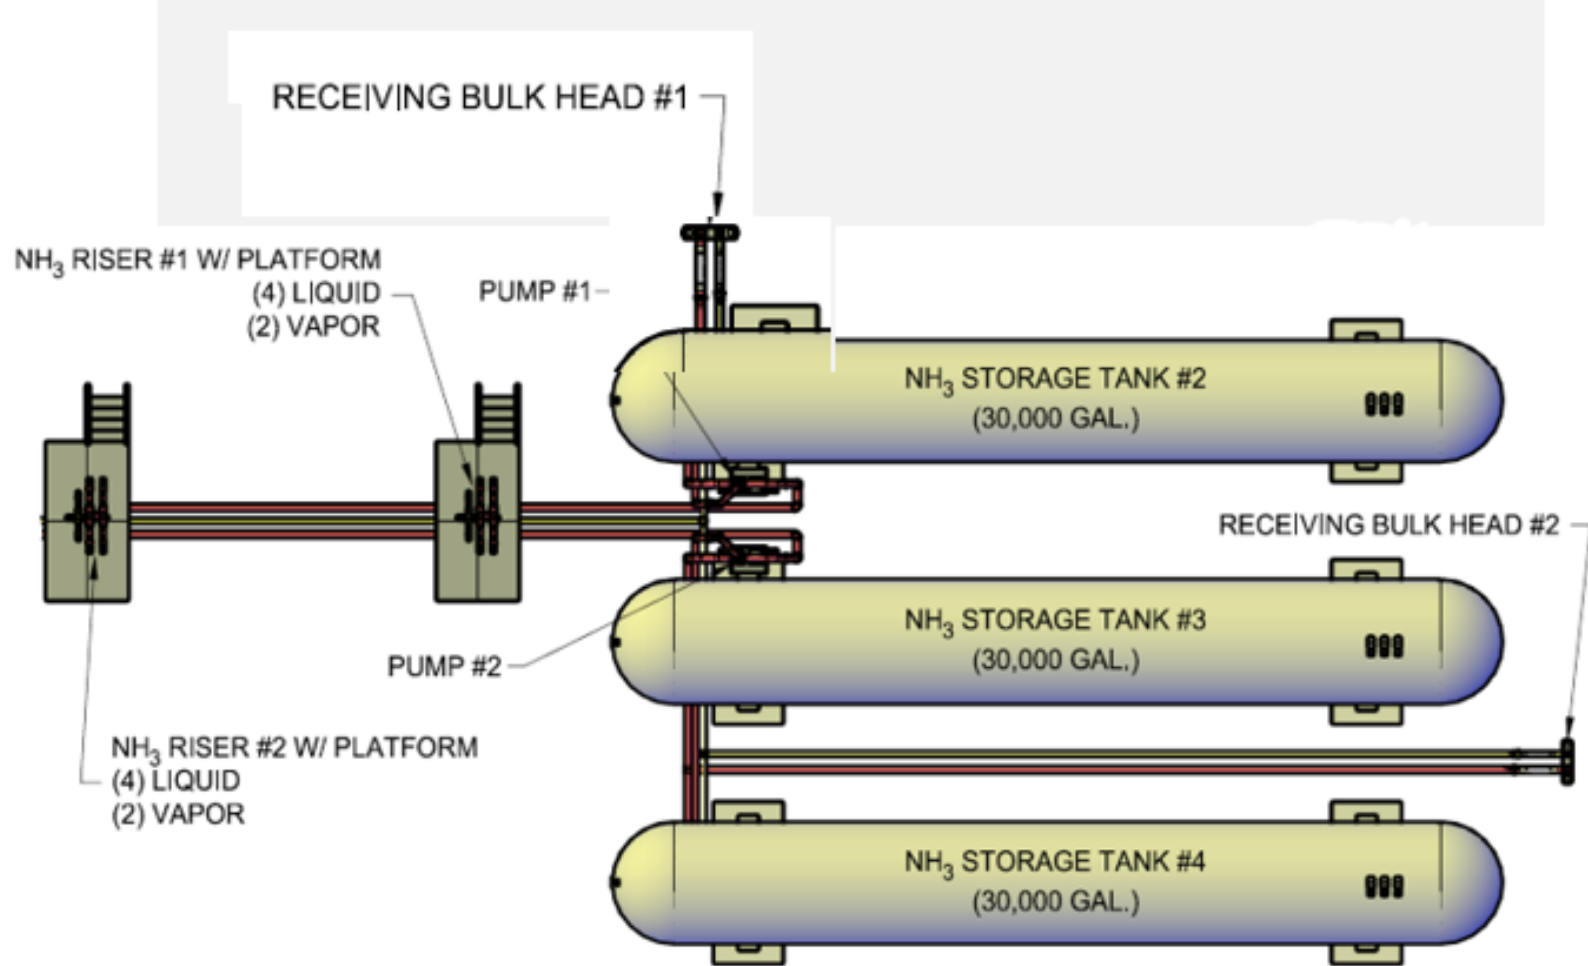 RECEIVING BULK HEAD #1
NH₃ RISER #1 W/ PLATFORM
(4) LIQUID
(2) VAPOR
PUMP #1
NH₃ STORAGE TANK #2
(30,000 GAL.)
RECEIVING BULK HEAD #2
NH₃ STORAGE TANK #3
(30,000 GAL.)
PUMP #2
NH₃ RISER #2 W/ PLATFORM
(4) LIQUID
(2) VAPOR
NH₃ STORAGE TANK #4
(30,000 GAL.)